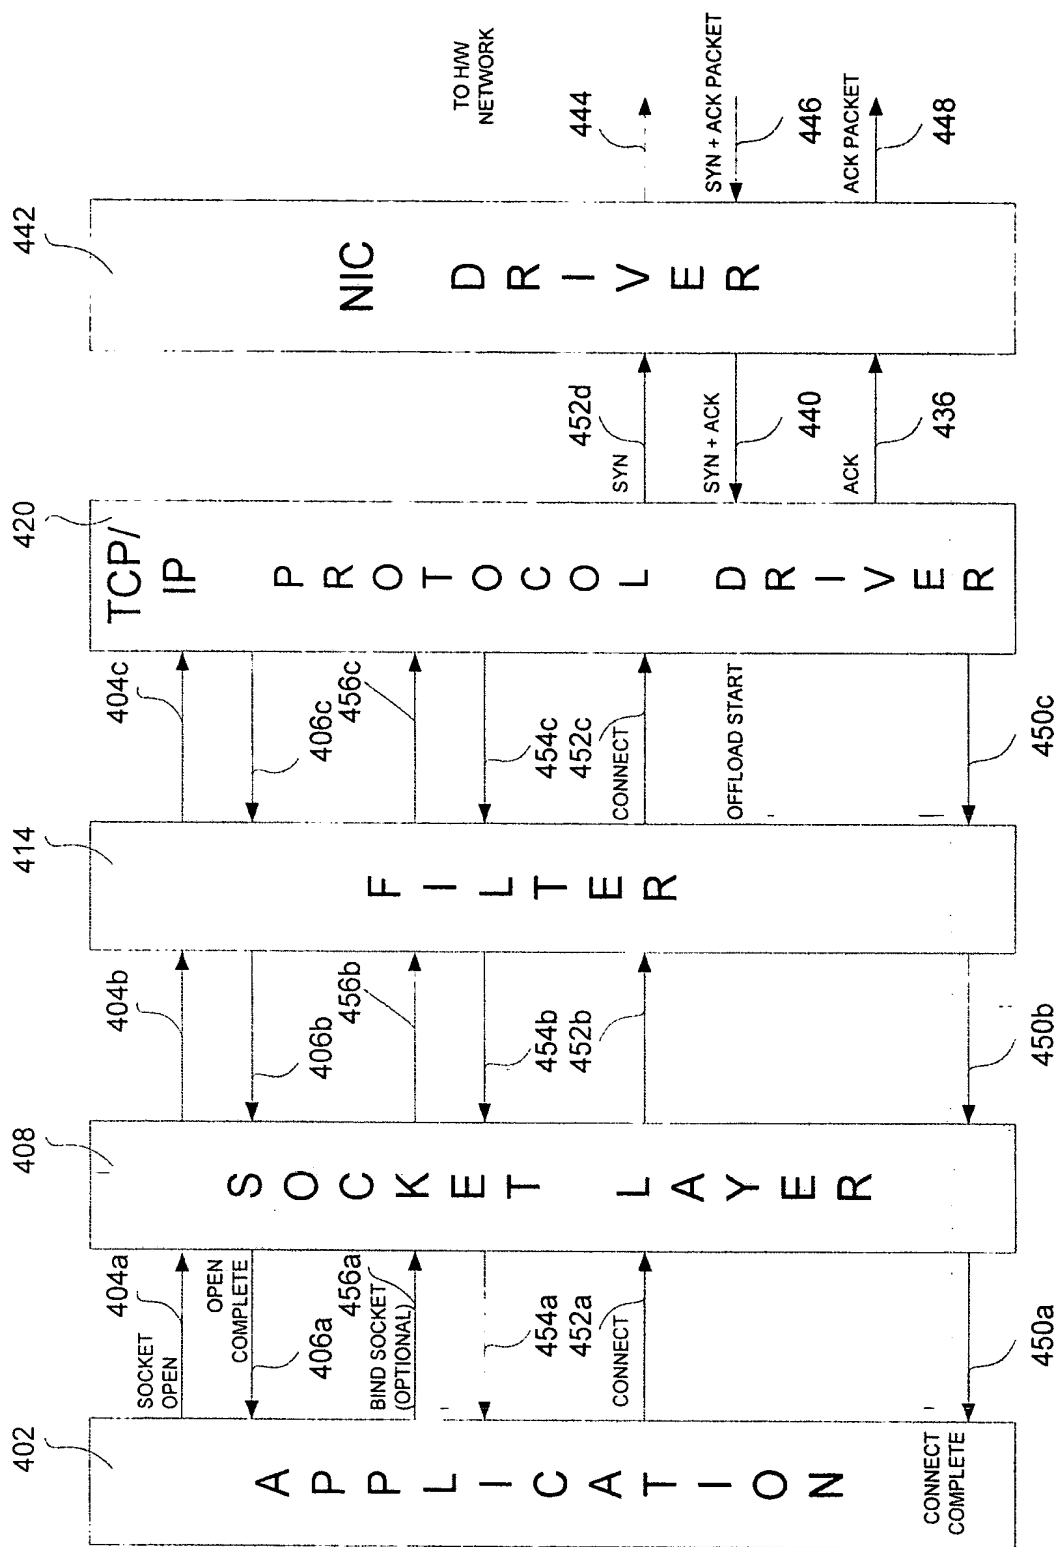 402
408
414
420
442
APPLICATION
SOCKET LAYER
FILTER
TCP/
IP
PROTOCOL DRIVER
NIC
DRIVER
TO H/W
NETWORK
SOCKET
OPEN
404a
404b
404c
OPEN
COMPLETE
406a
406b
406c
BIND SOCKET
(OPTIONAL)
456a
456b
456c
454a
454b
454c
CONNECT
452a
452b
CONNECT
452c
SYN
452d
444
OFFLOAD START
SYN + ACK
440
SYN + ACK PACKET
446
ACK
436
ACK PACKET
448
CONNECT
COMPLETE
450a
450b
450c